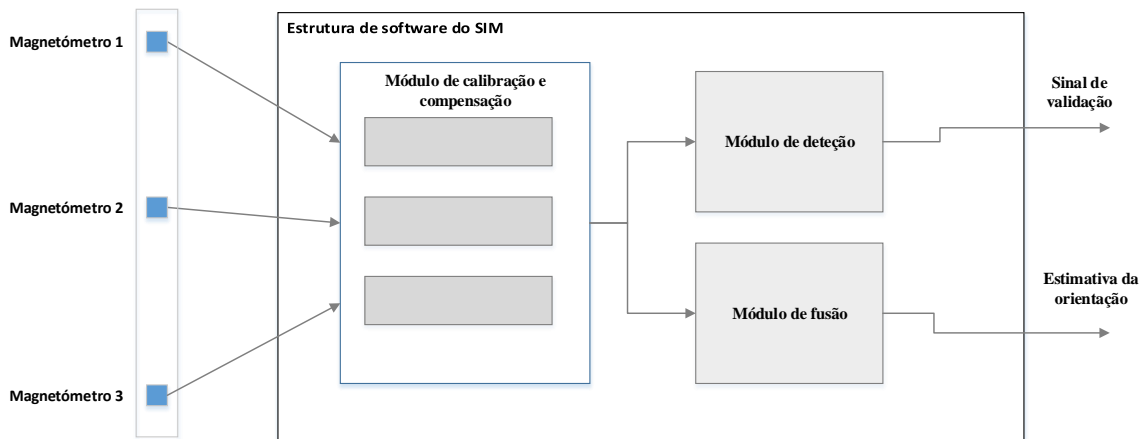 Estrutura de software do SIM
Magnetómetro 1
Magnetómetro 2
Magnetómetro 3
Módulo de calibração e
compensação
Módulo de deteção
Módulo de fusão
Sinal de
validação
Estimativa da
orientação